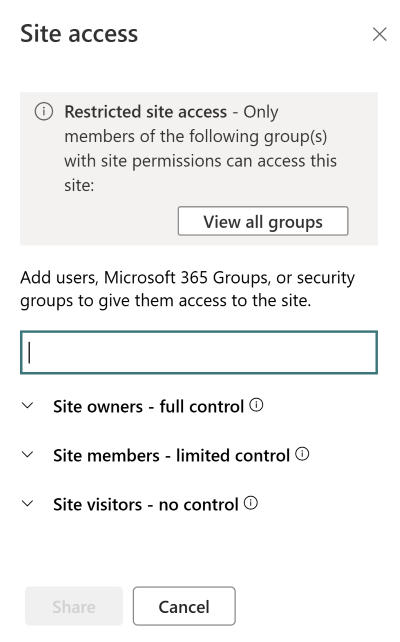 Site access
Restricted site access - Only
members of the following group(s)
with site permissions can access this
site:
View all groups
Add users, Microsoft 365 Groups, or security
groups to give them access to the site.
Site owners - full control
Site members - limited control
Site visitors - no control
Share
Cancel